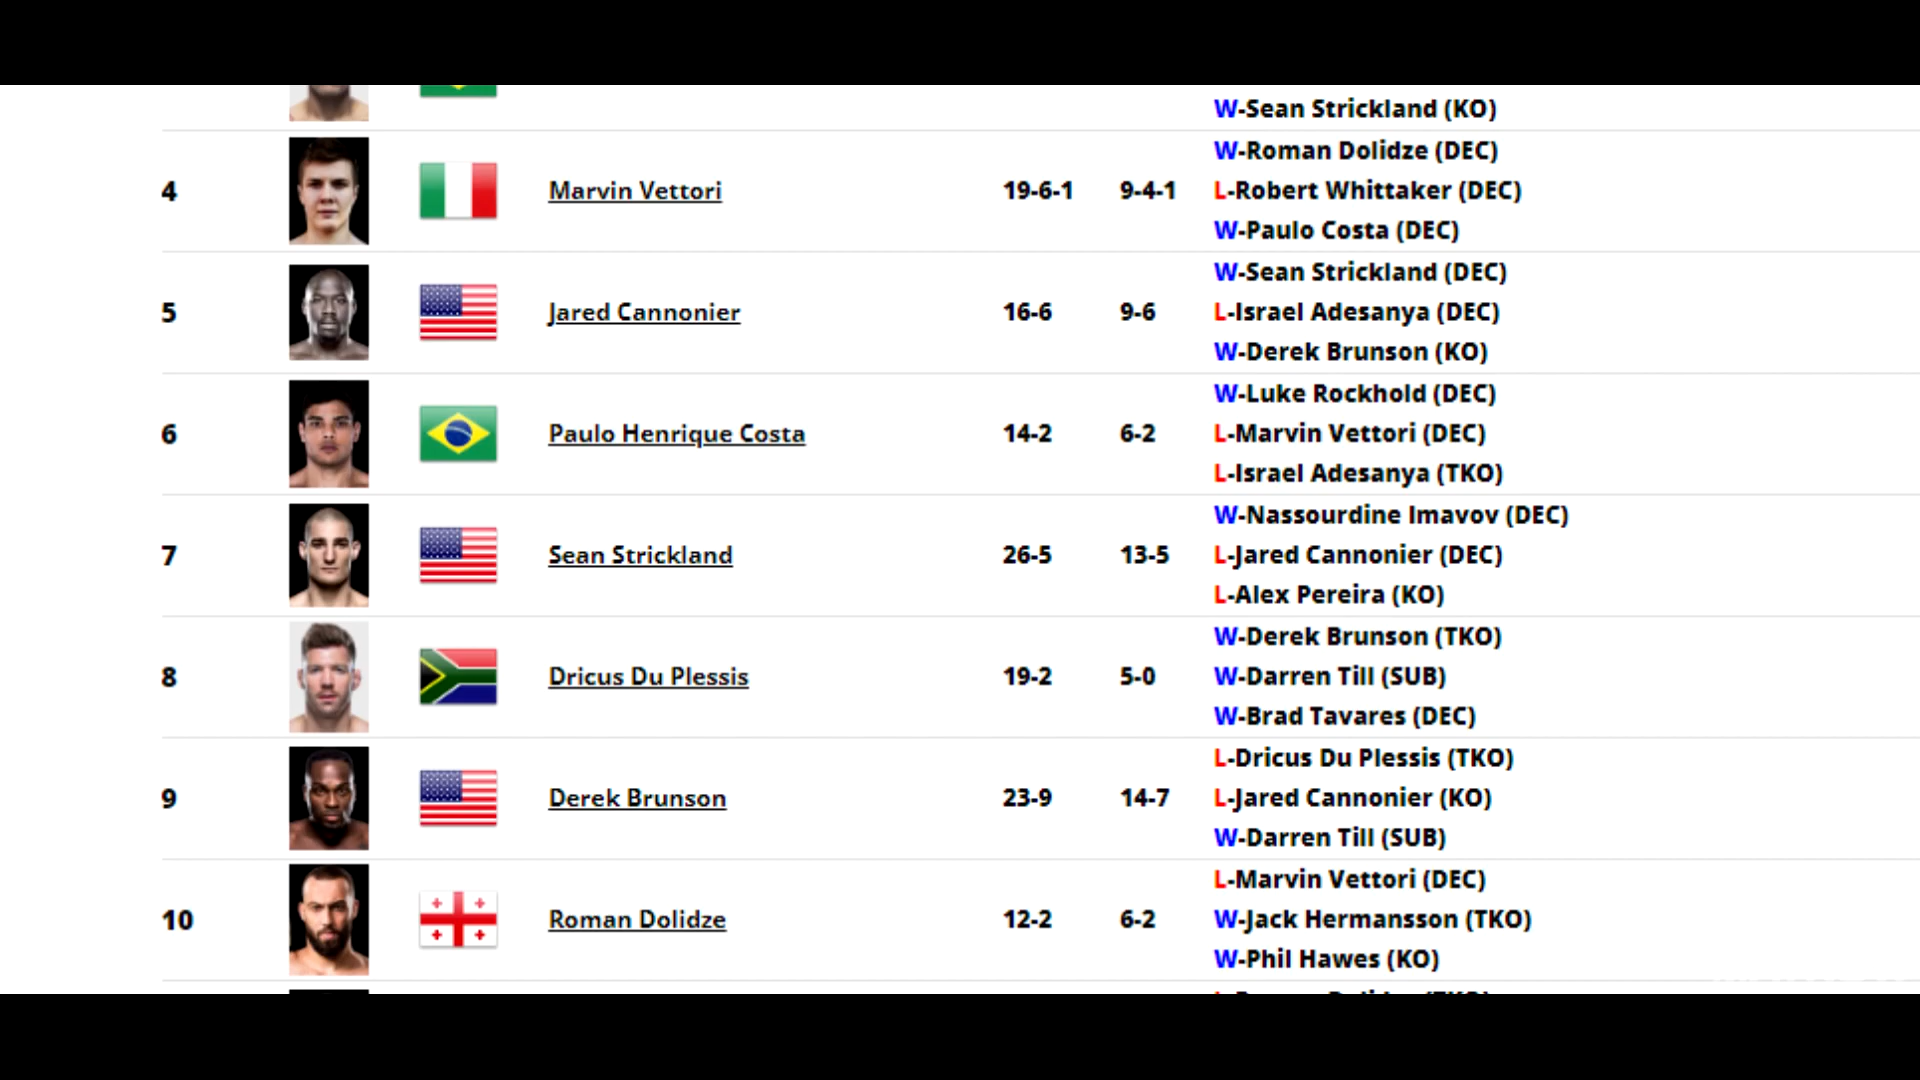 W-Sean Strickland (KO)
4 Marvin Vettori 19-6-1 9-4-1 W-Roman Dolidze (DEC)
L-Robert Whittaker (DEC)
W-Paulo Costa (DEC)
5 Jared Cannonier 16-6 9-6 W-Sean Strickland (DEC)
L-Israel Adesanya (DEC)
W-Derek Brunson (KO)
6 Paulo Henrique Costa 14-2 6-2 W-Luke Rockhold (DEC)
L-Marvin Vettori (DEC)
L-Israel Adesanya (TKO)
7 Sean Strickland 26-5 13-5 W-Nassourdine Imavov (DEC)
L-Jared Cannonier (DEC)
L-Alex Pereira (KO)
8 Dricus Du Plessis 19-2 5-0 W-Derek Brunson (TKO)
W-Darren Till (SUB)
W-Brad Tavares (DEC)
9 Derek Brunson 23-9 14-7 L-Dricus Du Plessis (TKO)
L-Jared Cannonier (KO)
W-Darren Till (SUB)
10 Roman Dolidze 12-2 6-2 L-Marvin Vettori (DEC)
W-Jack Hermansson (TKO)
W-Phil Hawes (KO)